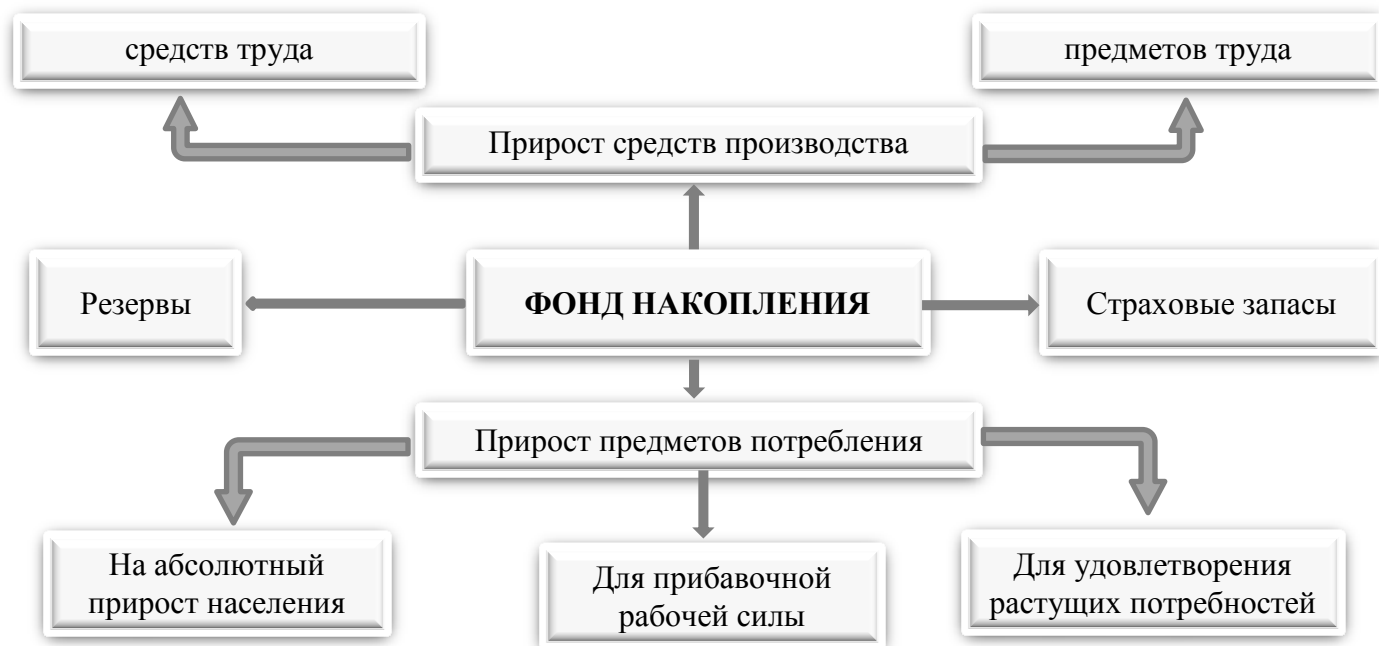 средств труда
предметов труда
Прирост средств производства
Резервы
ФОНД НАКОПЛЕНИЯ
Страховые запасы
Прирост предметов потребления
На абсолютный
прирост населения
Для прибавочной
рабочей силы
Для удовлетворения
растущих потребностей